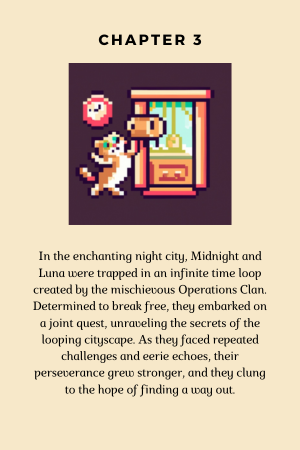 CHAPTER 3
In the enchanting night city, Midnight and
Luna were trapped in an infinite time loop
created by the mischievous Operations Clan.
Determined to break free, they embarked on
a joint quest, unraveling the secrets of the
looping cityscape. As they faced repeated
challenges and eerie echoes, their
perseverance grew stronger, and they clung
to the hope of finding a way out.